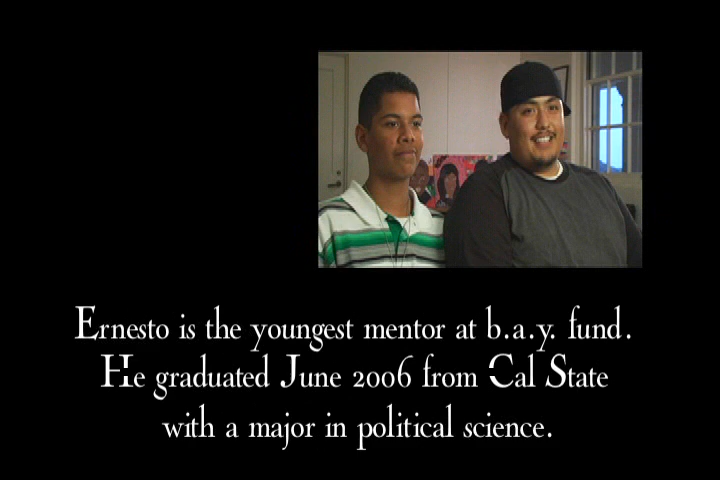 Ernesto is the youngest mentor at b.a.y. fund.
He graduated June 2006 from Cal State
with a major in political science.